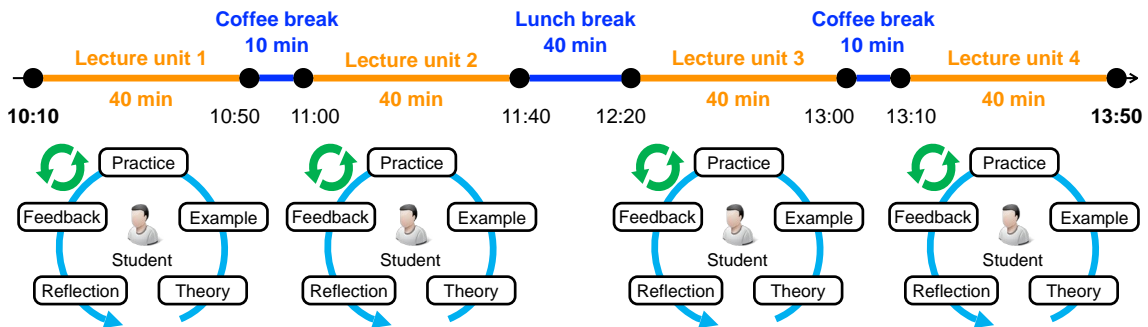 Coffee break
10 min
Lunch break
40 min
Coffee break
10 min
Lecture unit 1
Lecture unit 2
Lecture unit 3
Lecture unit 4
40 min
40 min
40 min
40 min
10:10
10:50
11:00
11:40
12:20
13:00
13:10
13:50
Practice
Feedback
Example
Student
Reflection
Theory
Practice
Feedback
Example
Student
Reflection
Theory
Practice
Feedback
Example
Student
Reflection
Theory
Practice
Feedback
Example
Student
Reflection
Theory